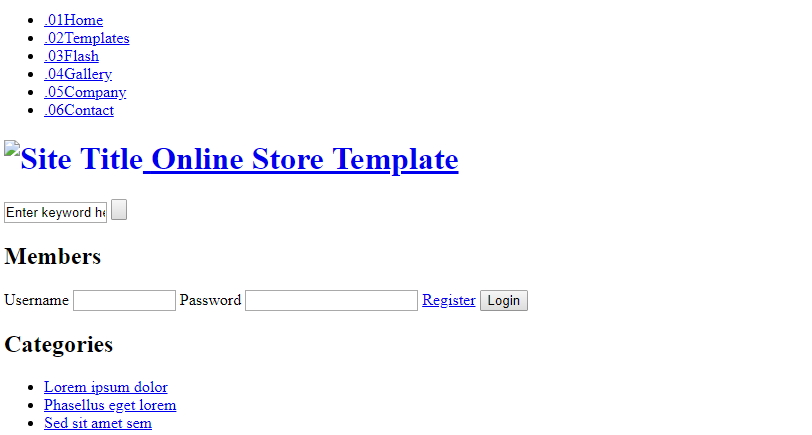 .01Home
.02Templates
.03Flash
.04Gallery
.05Company
.06Contact
Site Title Online Store Template
Enter keyword he
Members
Username Password Register Login
Categories
Lorem ipsum dolor
Phasellus eget lorem
Sed sit amet sem